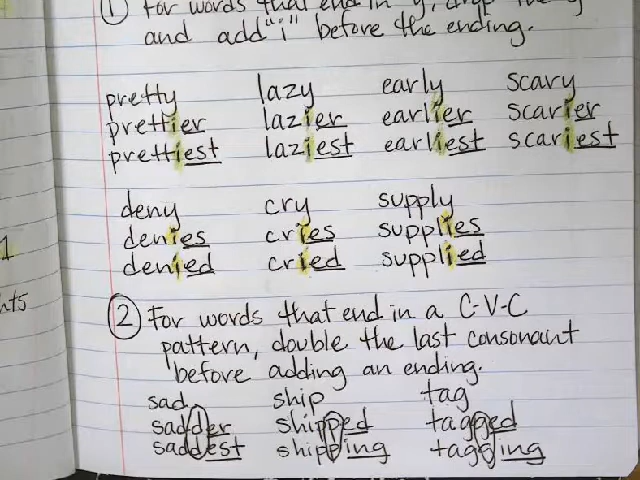 ① For words that end in y, drop the y
and add "i" before the ending.
pretty lazy early scary
prettier lazier earlier scarier
prettiest laziest earliest scariest
deny cry supply
denies cries supplies
denied cried supplied
② For words that end in a C-V-C
pattern, double the last consonant
before adding an ending.
sad ship tag
sadder shipped tagged
saddest shipping tagging
1